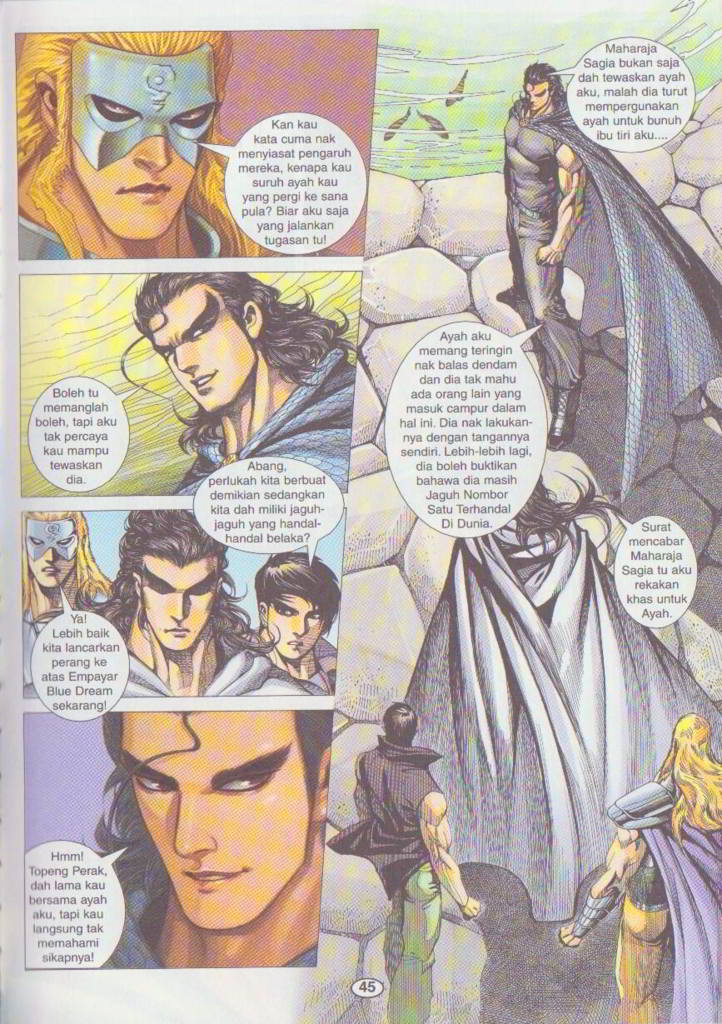 Kan kau
kata cuma nak
menyiasat pengaruh
mereka, kenapa kau
suruh ayah kau
yang pergi ke sana
pula? Biar aku saja
yang jalankan
tugasan tu!
Boleh tu
memanglah
boleh, tapi aku
tak percaya
kau mampu
tewaskan
dia.
Abang,
perlukah kita berbuat
demikian sedangkan
kita dah miliki jaguh-
jaguh yang handal-
handal belaka?
Ya!
Lebih baik
kita lancarkan
perang ke
atas Empayar
Blue Dream
sekarang!
Hmm!
Topeng Perak,
dah lama kau
bersama ayah
aku, tapi kau
langsung tak
memahami
sikapnya!
Maharaja
Sagia bukan saja
dah tewaskan ayah
aku, malah dia turut
mempergunakan
ayah untuk bunuh
ibu tiri aku....
Ayah aku
memang teringin
nak balas dendam
dan dia tak mahu
ada orang lain yang
masuk campur dalam
hal ini. Dia nak lakukan-
nya dengan tangannya
sendiri. Lebih-lebih lagi,
dia boleh buktikan
bahawa dia masih
Jaguh Nombor
Satu Terhandal
Di Dunia.
Surat
mencabar
Maharaja
Sagia tu aku
rekakan
khas untuk
Ayah.
45